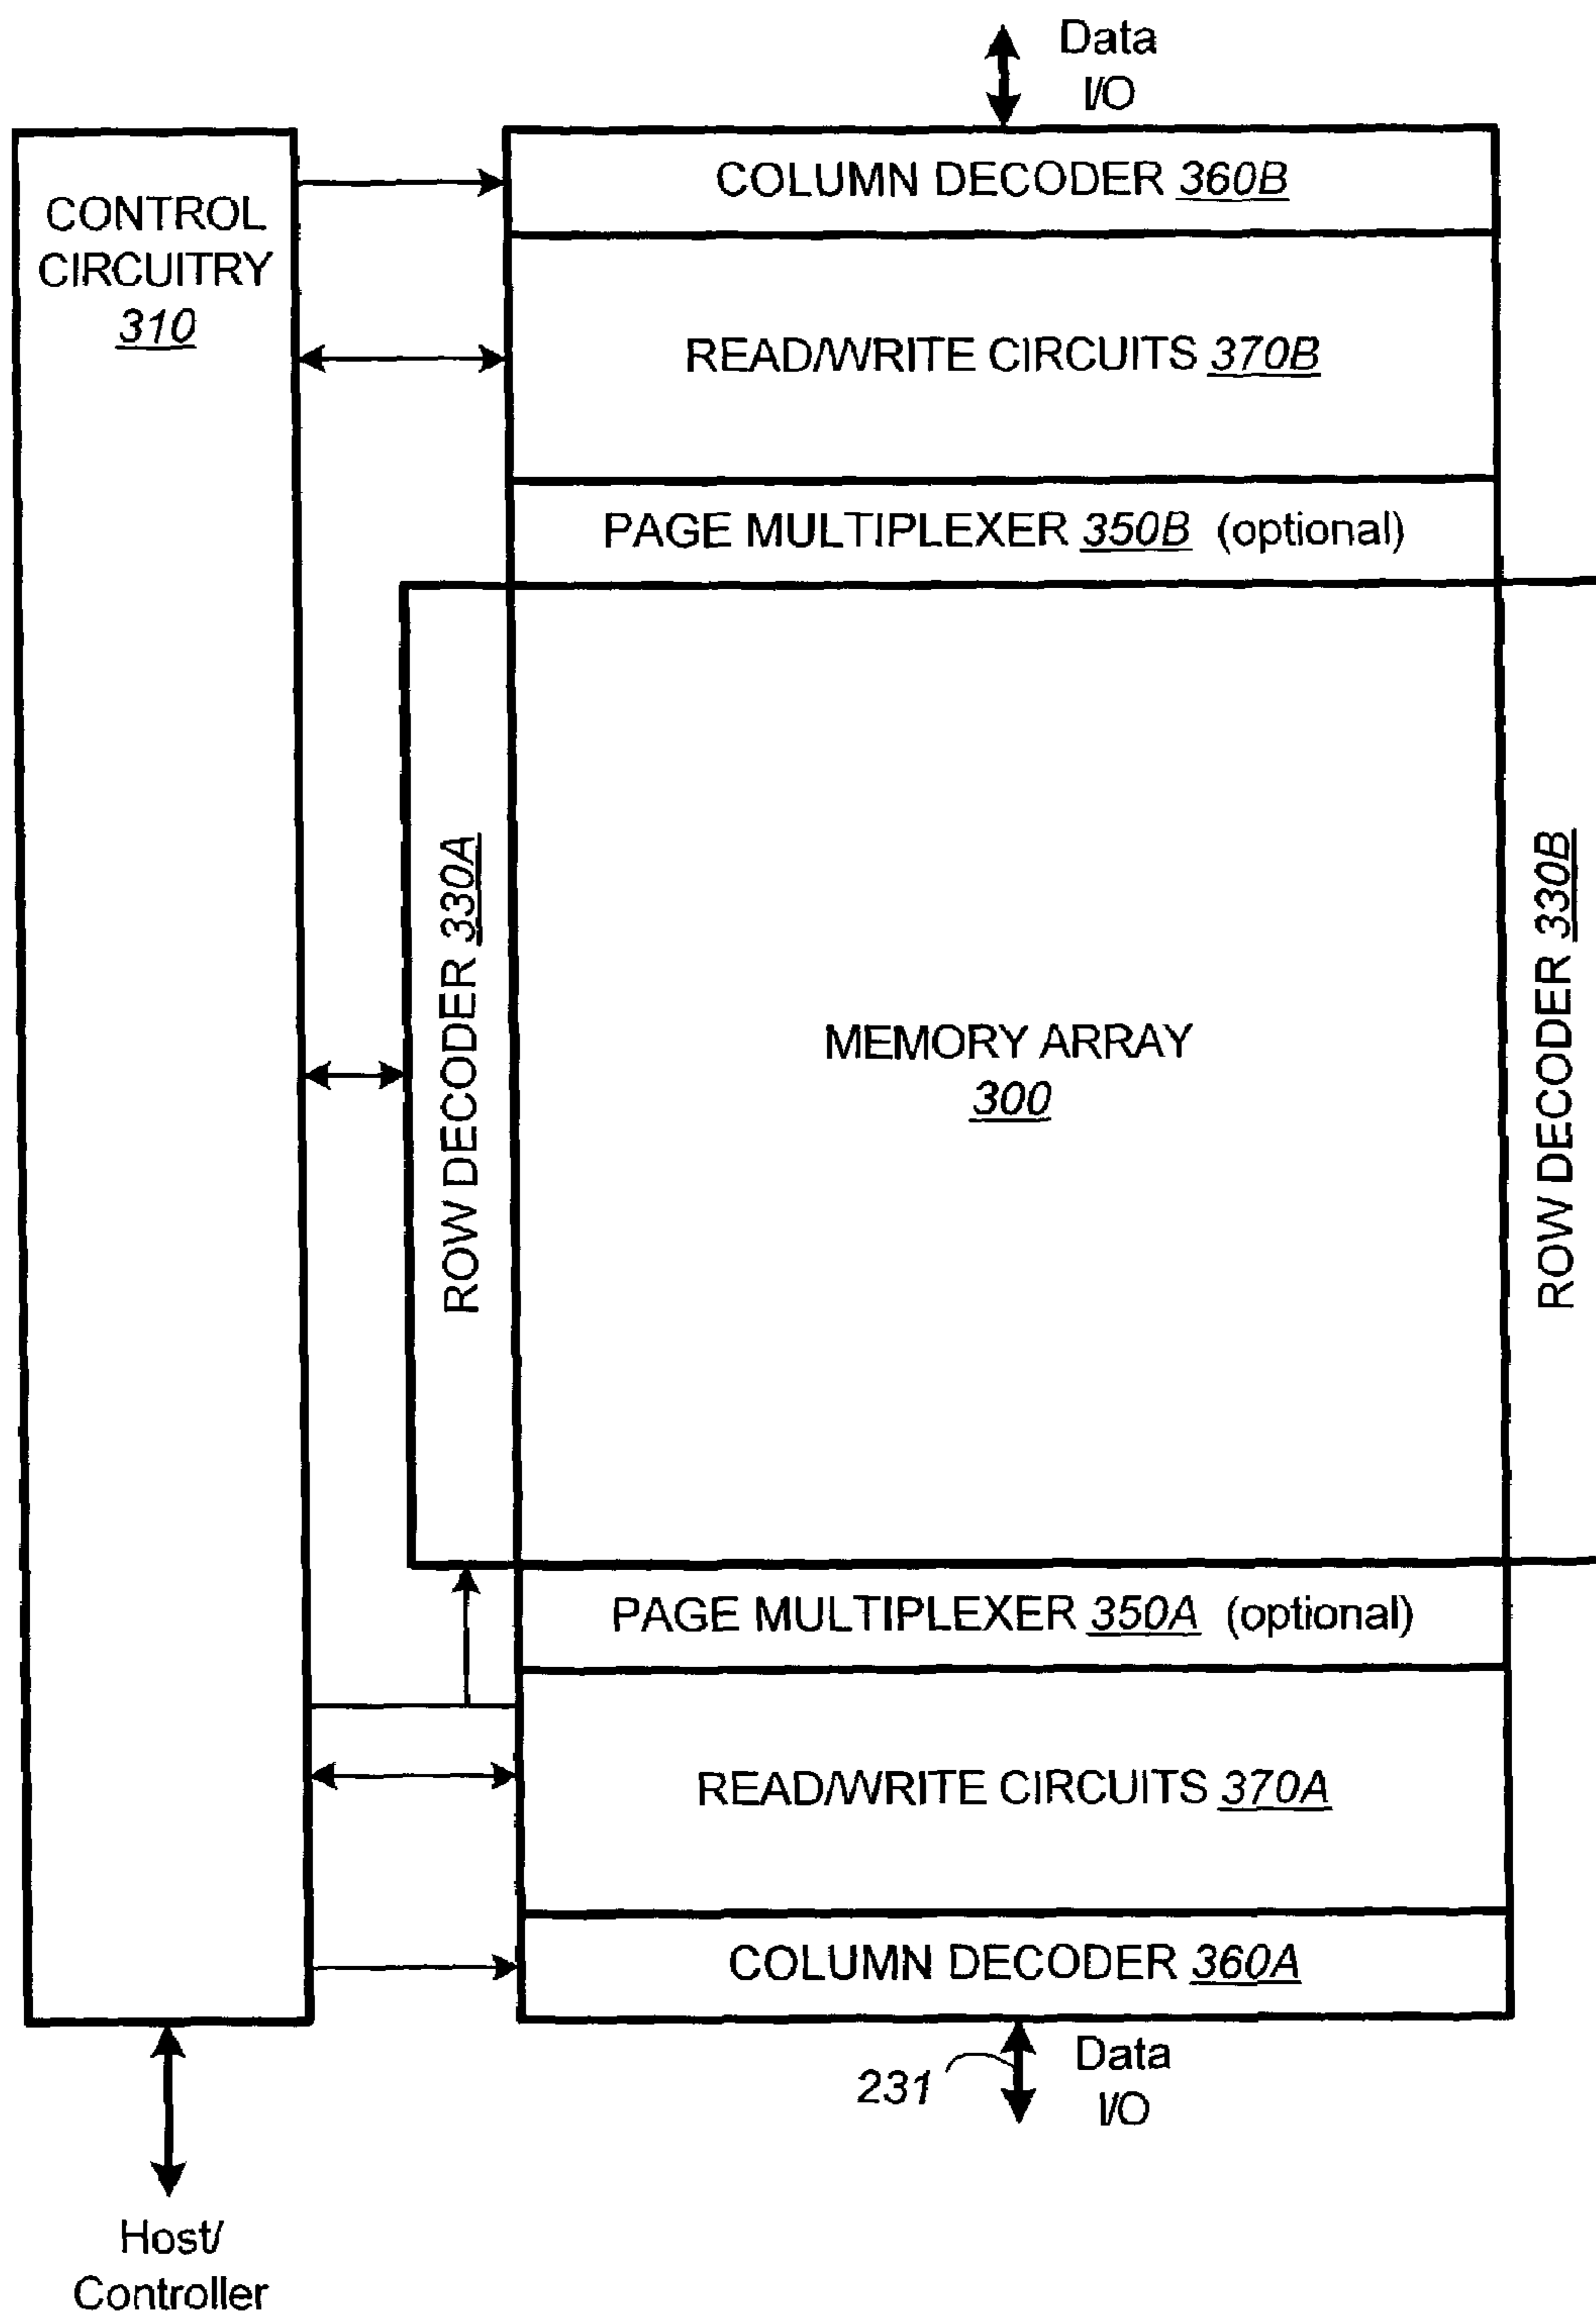 Data
I/O
COLUMN DECODER 360B
CONTROL
CIRCUITRY
310
READ/WRITE CIRCUITS 370B
PAGE MULTIPLEXER 350B (optional)
ROW DECODER 330A
MEMORY ARRAY
300
ROW DECODER 330B
PAGE MULTIPLEXER 350A (optional)
READ/WRITE CIRCUITS 370A
COLUMN DECODER 360A
231
Data
I/O
Host/
Controller